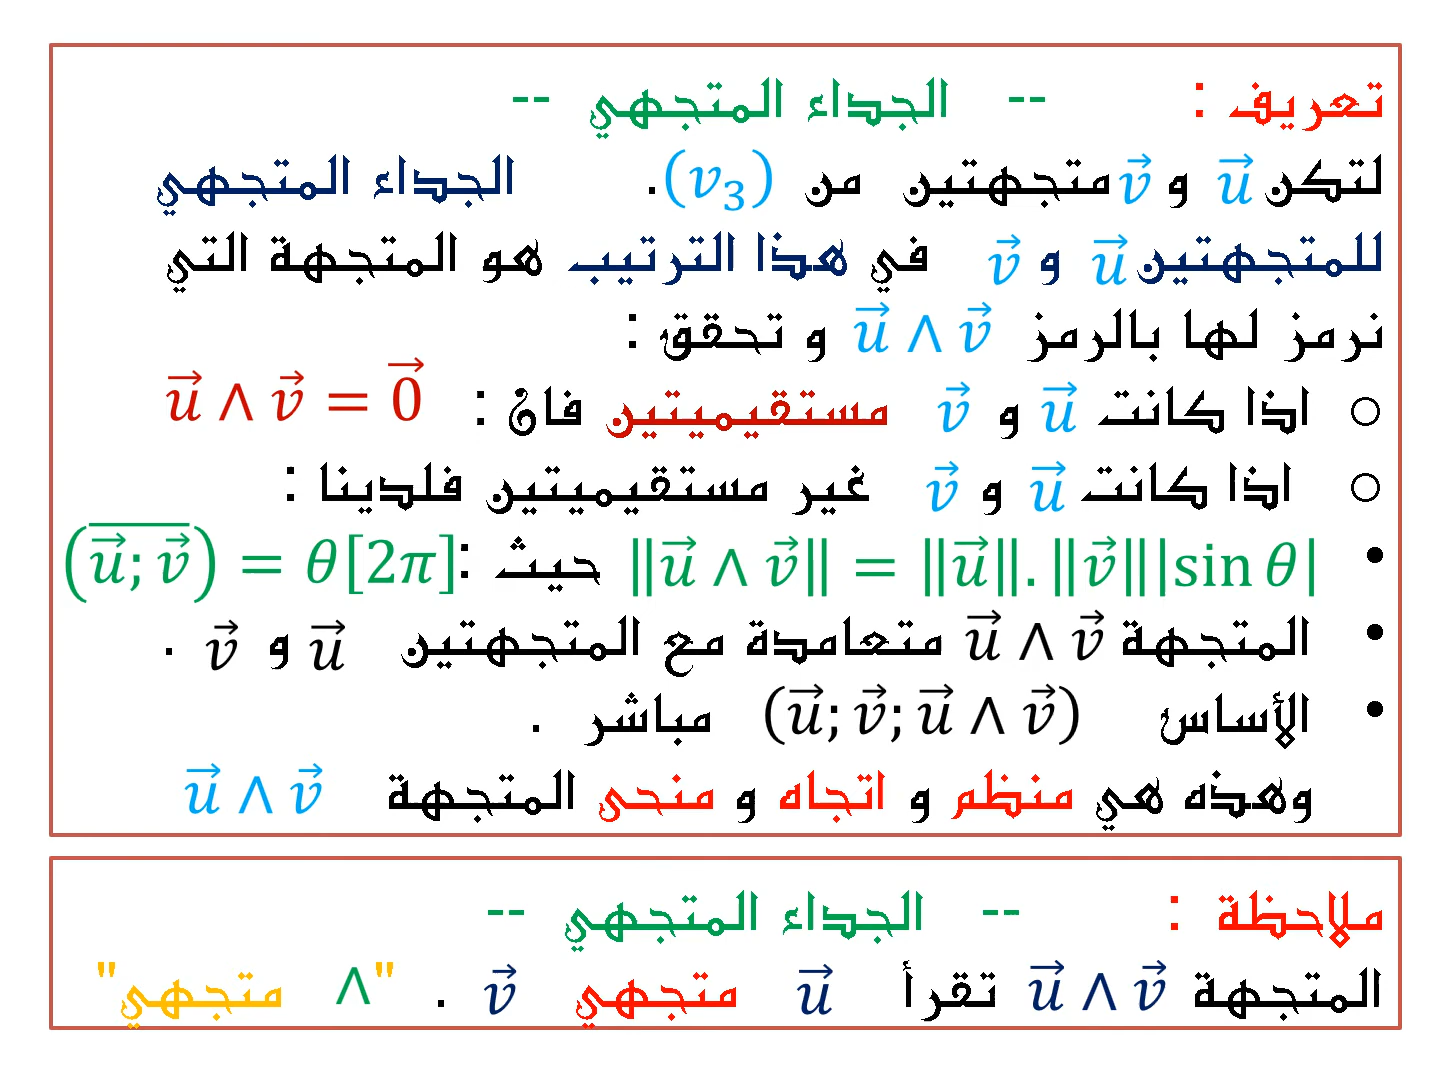 تعريف : -- الجداء المتجهي --
لتكن u⃗ و v⃗ متجهتين من (v₃). الجداء المتجهي
للمتجهتين u⃗ و v⃗ في هذا الترتيب هو المتجهة التي
نرمز لها بالرمز u⃗ ∧ v⃗ و تحقق :
○ اذا كانت u⃗ و v⃗ مستقيميتين فان : u⃗ ∧ v⃗ = 0⃗
○ اذا كانت u⃗ و v⃗ غير مستقيميتين فلدينا :
• ‖u⃗ ∧ v⃗‖ = ‖u⃗‖.‖v⃗‖|sin θ| حيث : (u⃗; v⃗)‾ = θ[2π]
• المتجهة u⃗ ∧ v⃗ متعامدة مع المتجهتين u⃗ و v⃗ .
• الأساس (u⃗; v⃗; u⃗ ∧ v⃗) مباشر .
وهذه هي منظم و اتجاه و منحى المتجهة u⃗ ∧ v⃗
ملاحظة : -- الجداء المتجهي --
المتجهة u⃗ ∧ v⃗ تقرأ u⃗ متجهي v⃗ . "∧ متجهي"